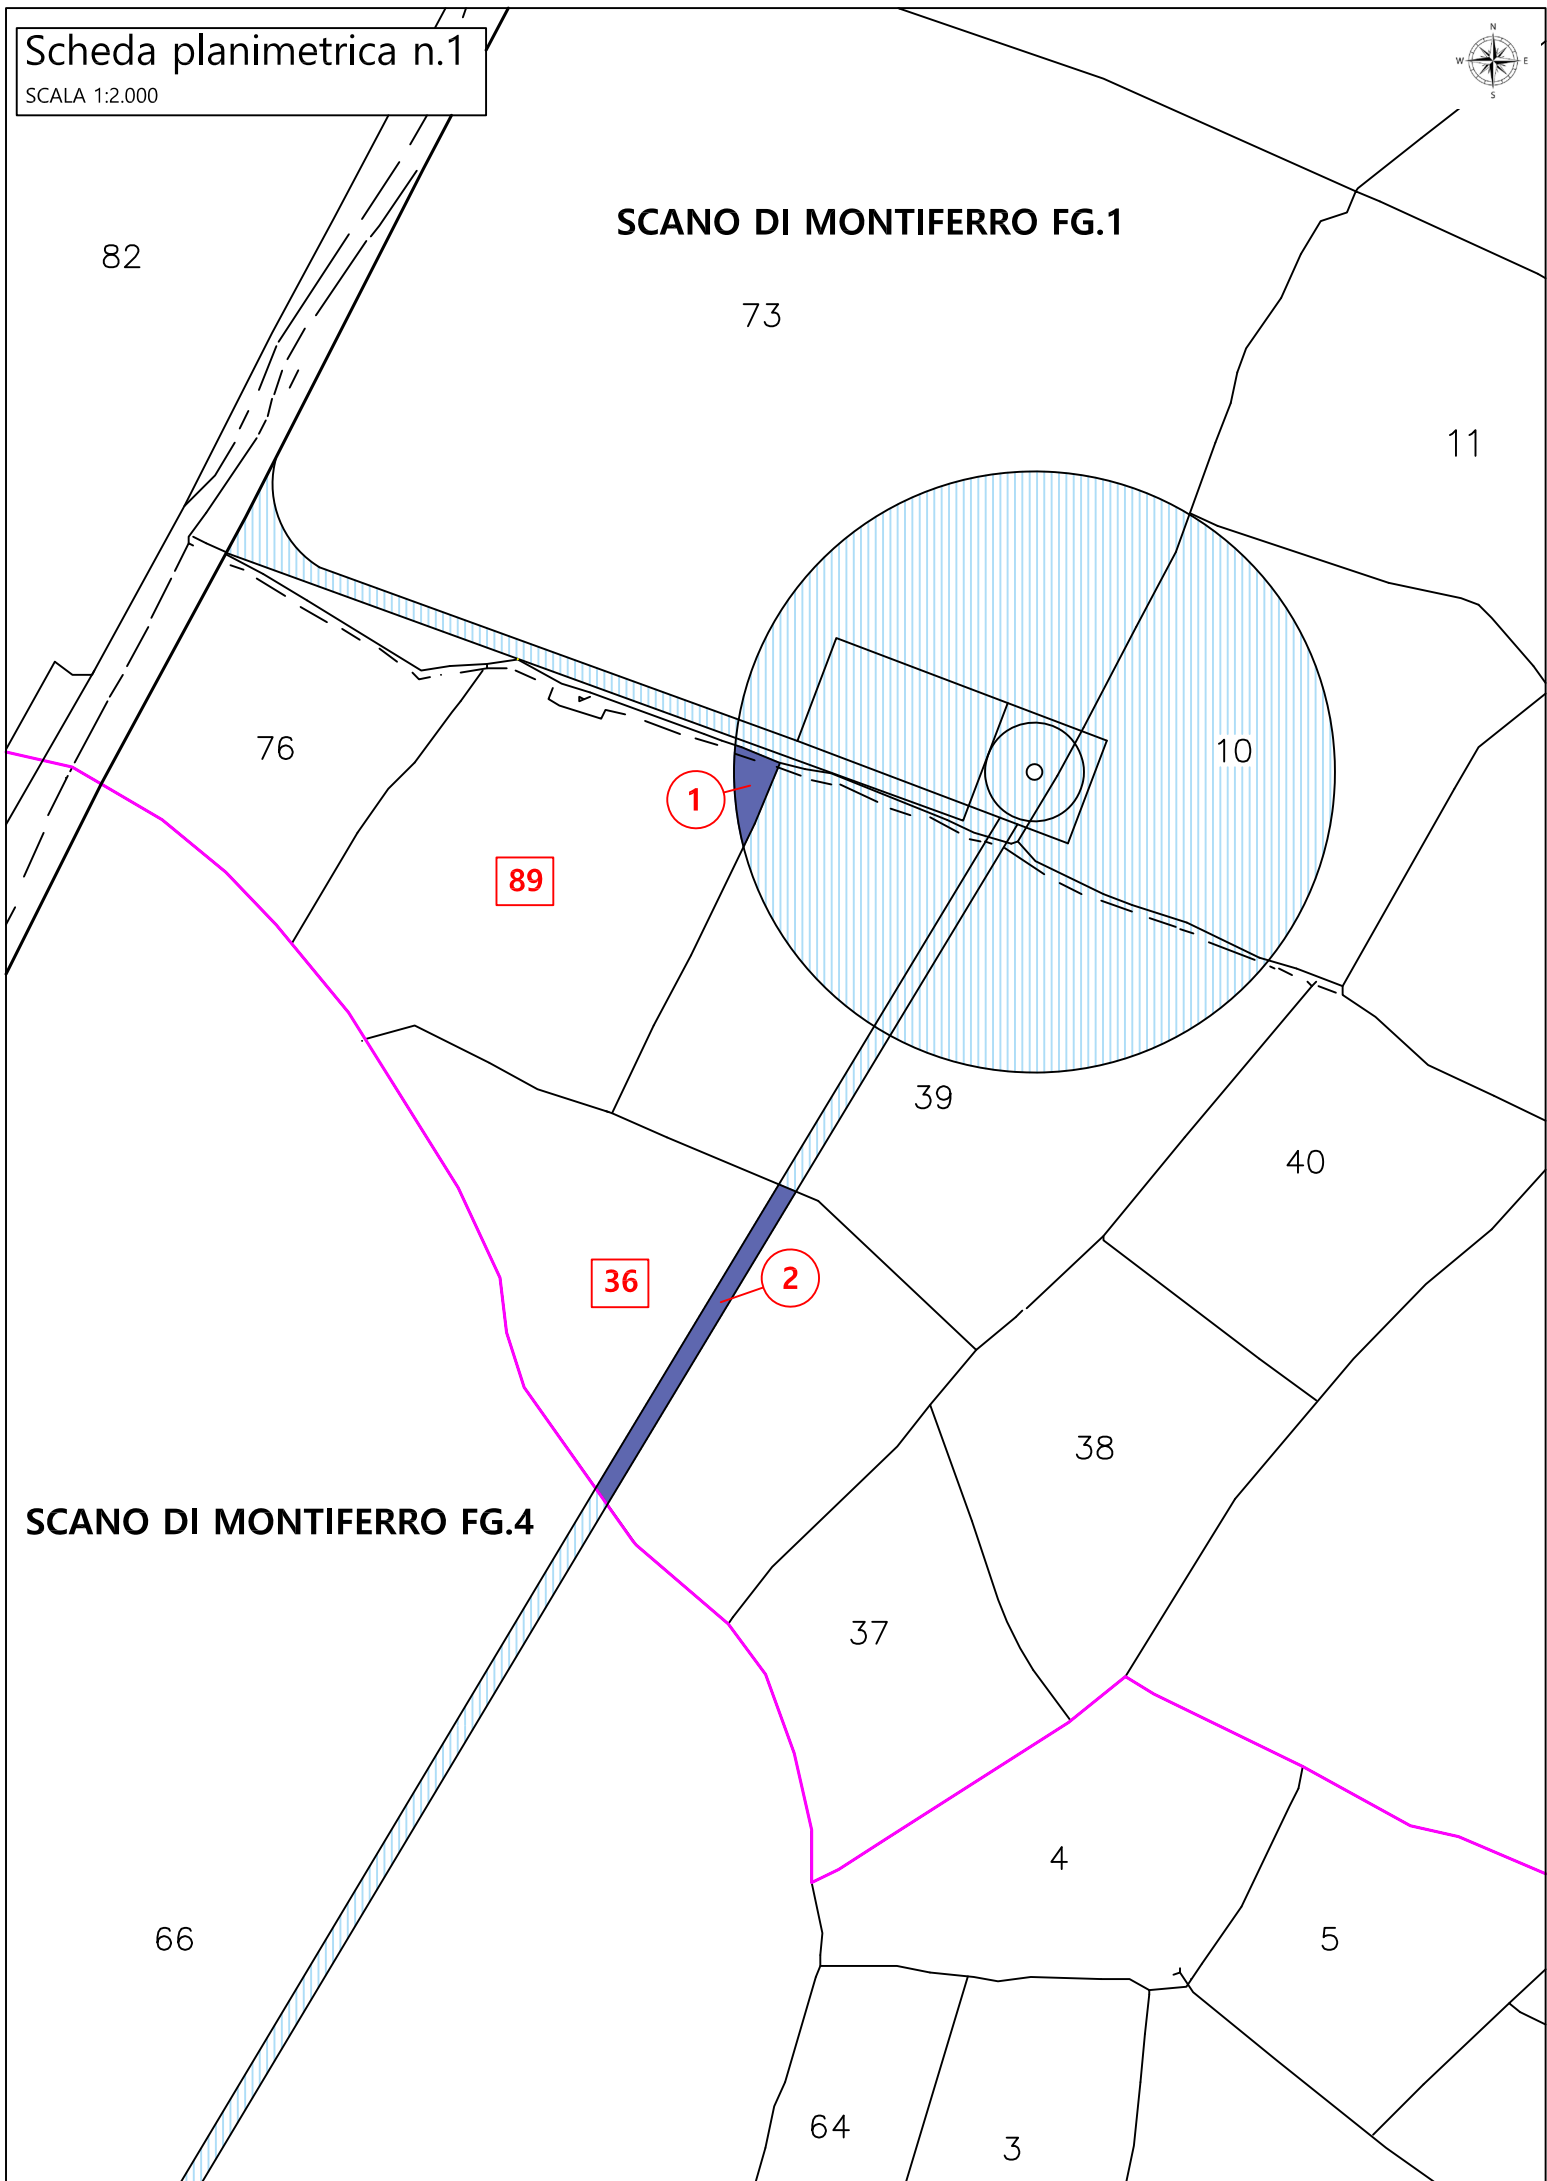 Scheda planimetrica n.1
SCALA 1:2.000
N
W E
S
SCANO DI MONTIFERRO FG.1
82
73
11
76
10
1
89
39
40
36
2
38
SCANO DI MONTIFERRO FG.4
37
4
66
5
64
3